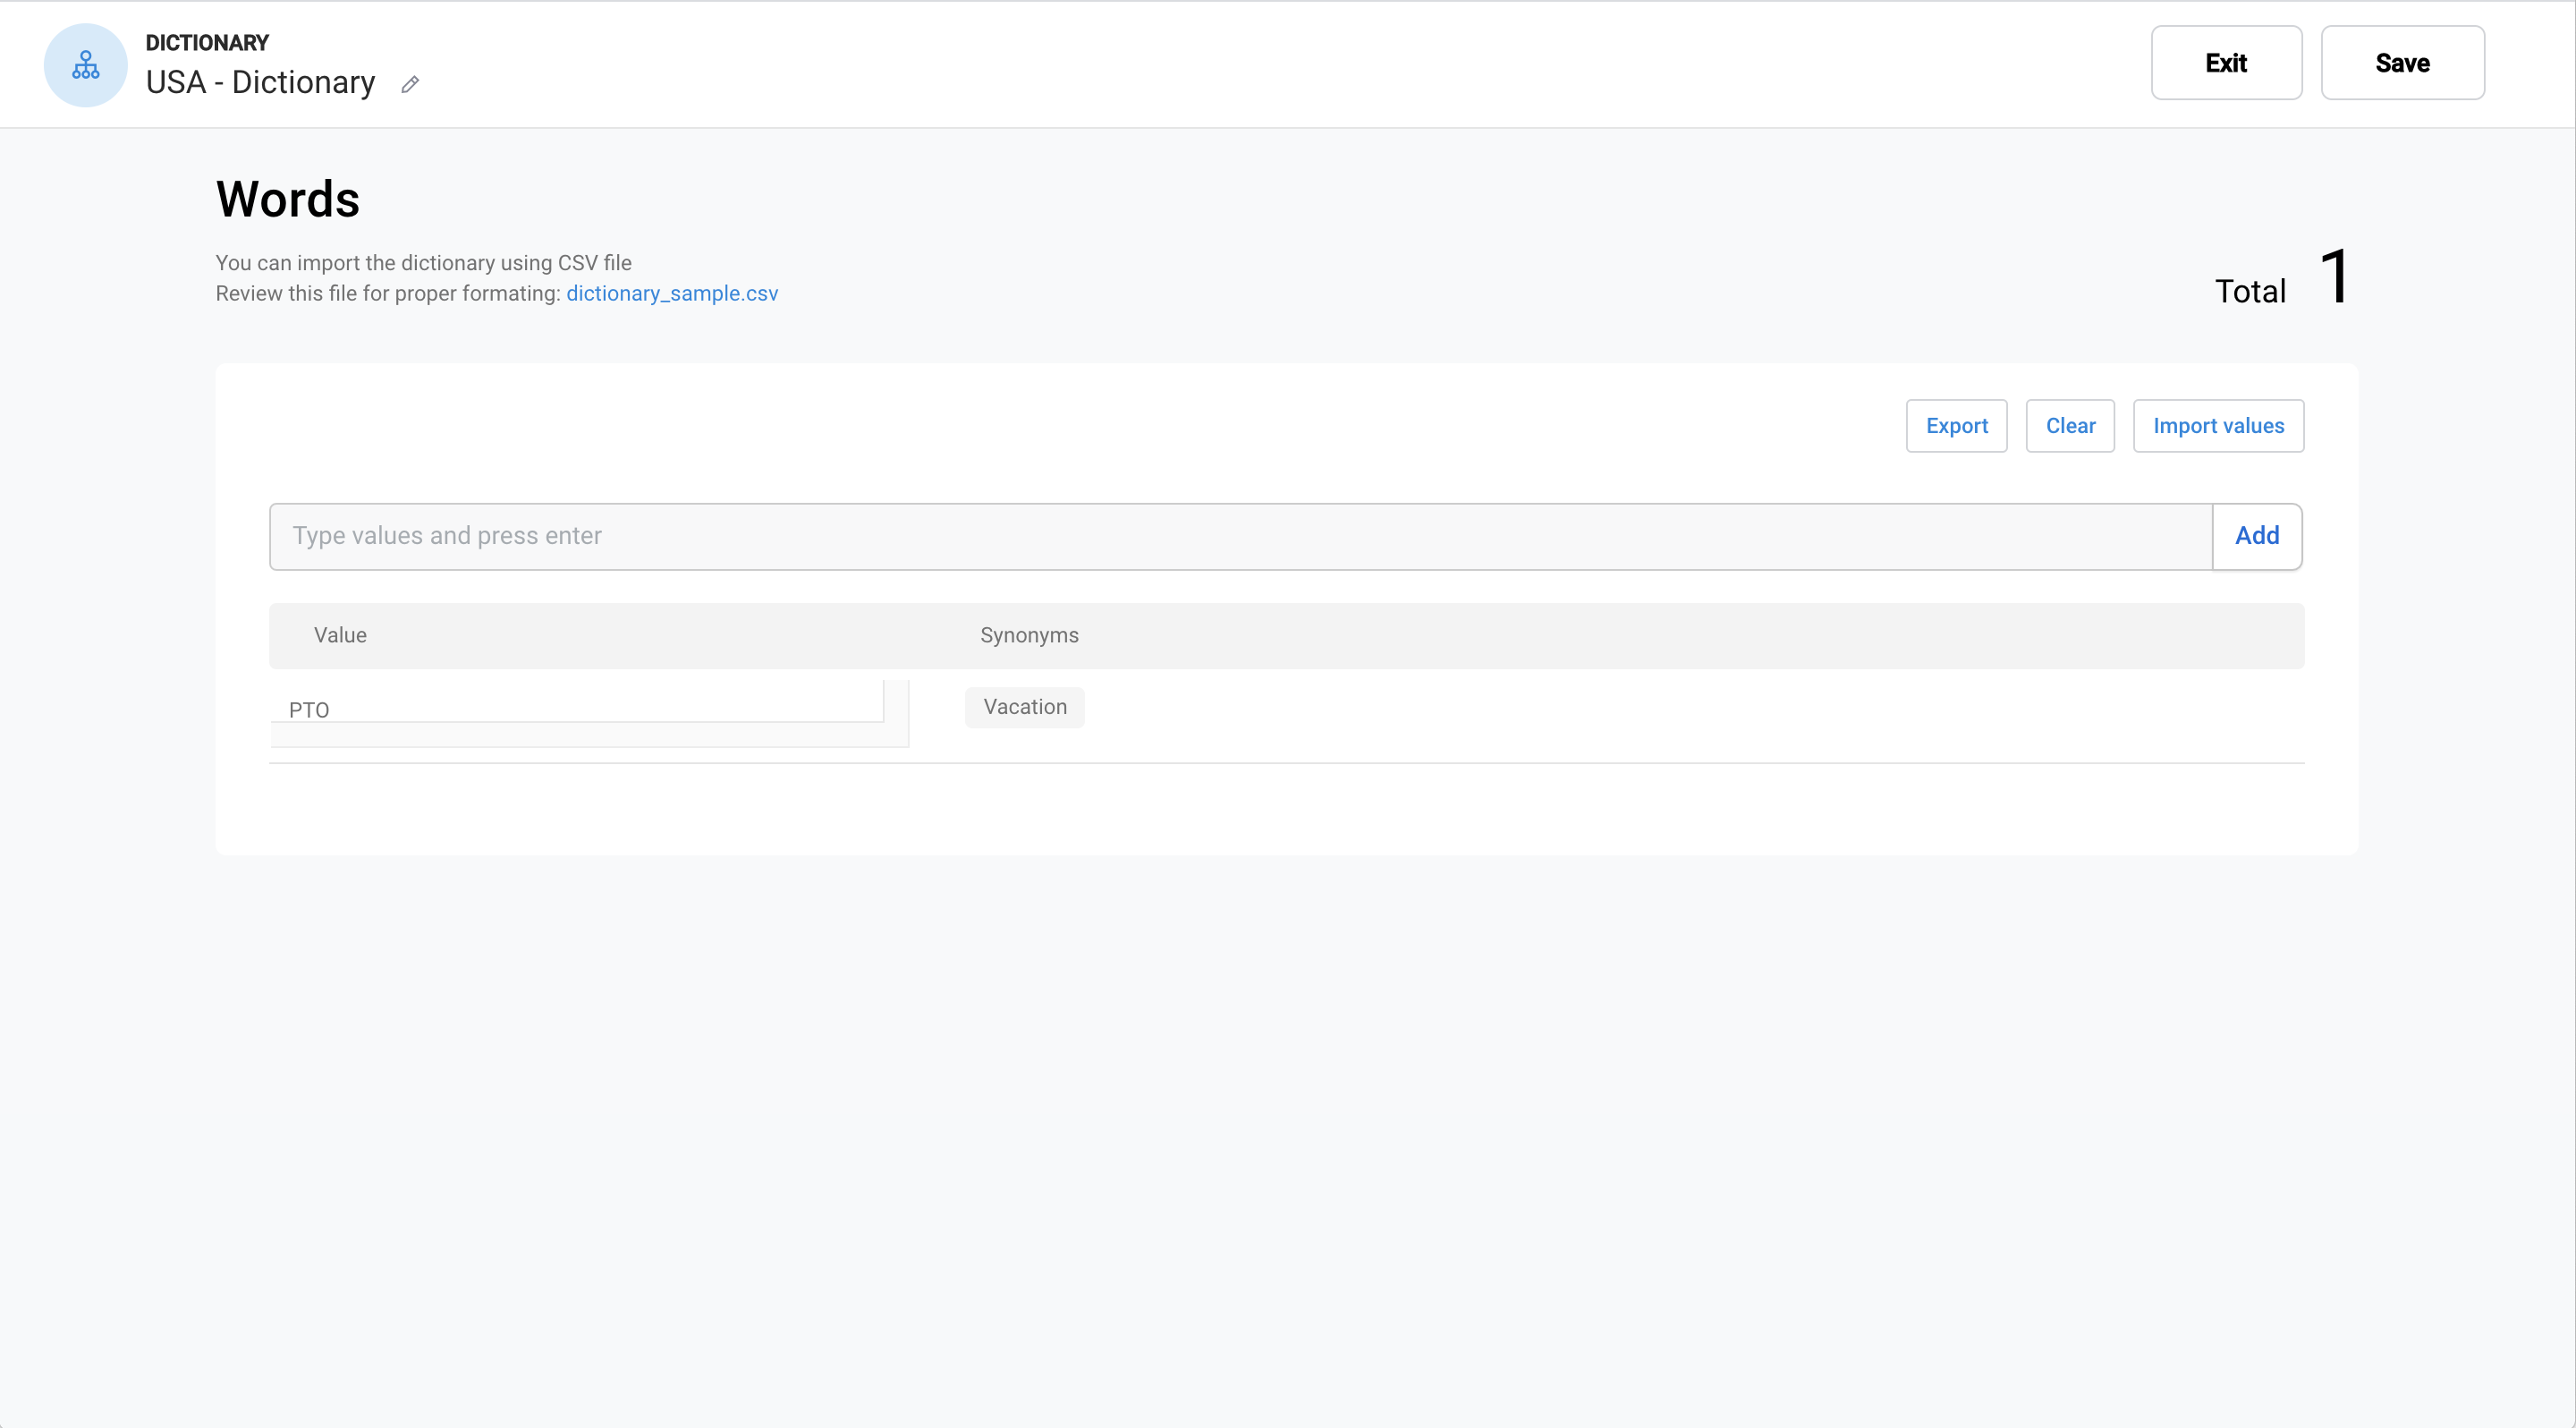 DICTIONARY
USA - Dictionary
Exit
Save
Words
You can import the dictionary using CSV file
Review this file for proper formating: dictionary_sample.csv
Total 1
Export
Clear
Import values
Type values and press enter
Add
Value
Synonyms
PTO
Vacation